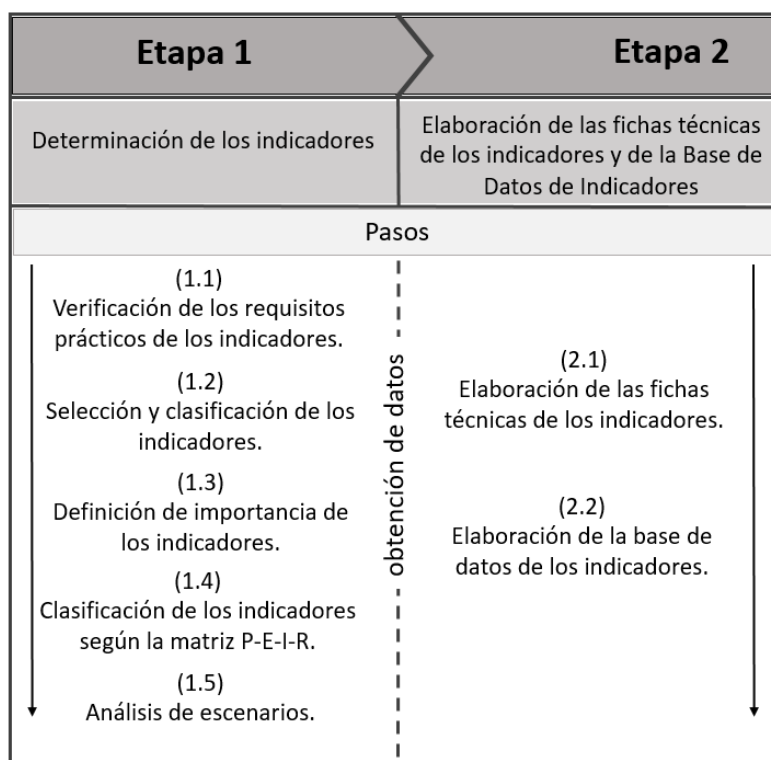 Etapa 1
Etapa 2
Determinación de los indicadores
Elaboración de las fichas técnicas
de los indicadores y de la Base de
Datos de Indicadores
Pasos
(1.1)
Verificación de los requisitos
prácticos de los indicadores.
(1.2)
Selección y clasificación de los
indicadores.
(1.3)
Definición de importancia de
los indicadores.
(1.4)
Clasificación de los indicadores
según la matriz P-E-I-R.
(1.5)
Análisis de escenarios.
obtención de datos
(2.1)
Elaboración de las fichas
técnicas de los indicadores.
(2.2)
Elaboración de la base de
datos de los indicadores.